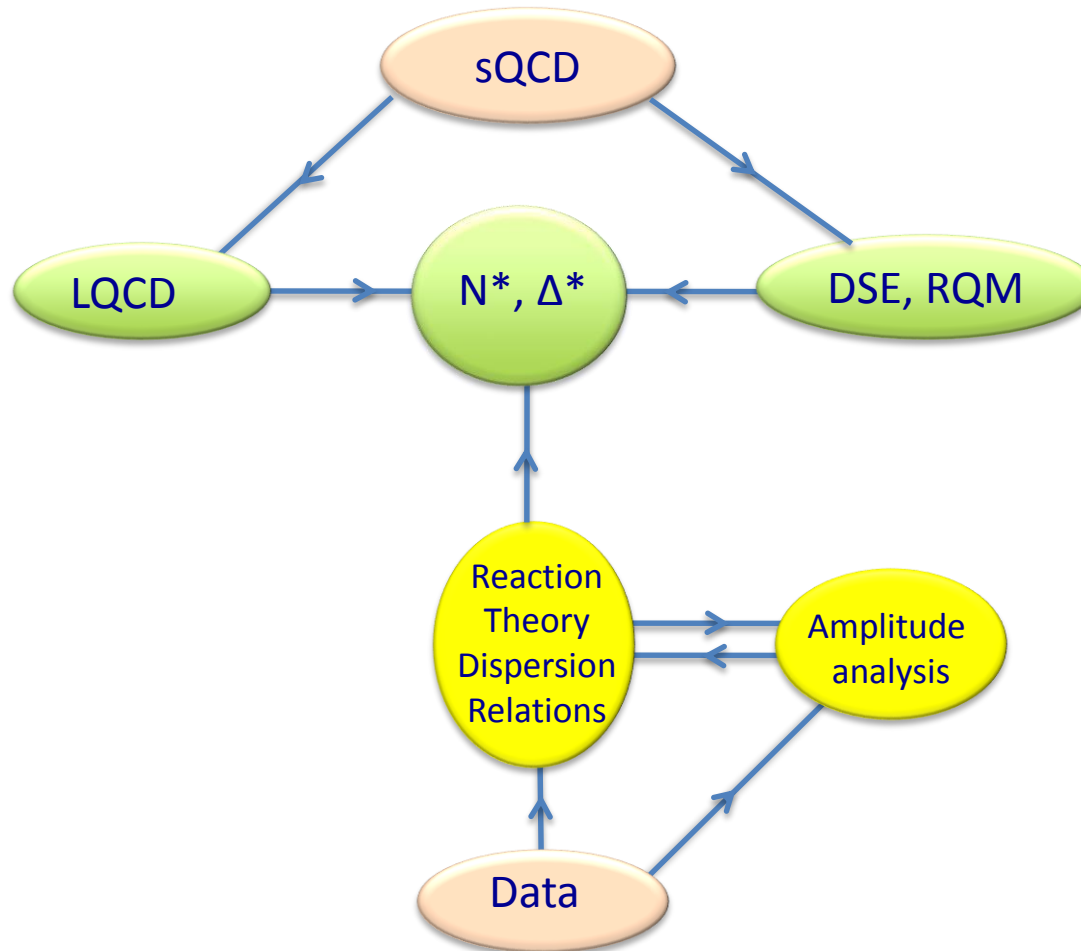 sQCD
LQCD
N*, Δ*
DSE, RQM
Reaction
Theory
Dispersion
Relations
Amplitude
analysis
Data